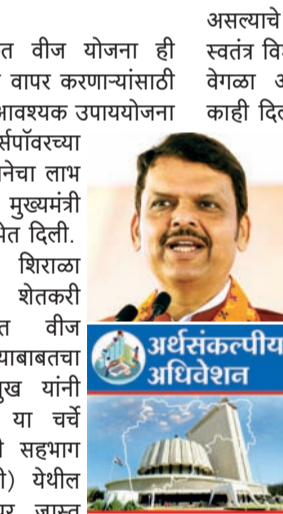 त वीज योजना ही
वापर करणाऱ्यांसाठी
आवश्यक उपाययोजना
र्सपॉवरच्या
नेचा लाभ
मुख्यमंत्री
दिली.
शिराळा
शेतकरी
त वीज
याबाबतचा
यांनी
या चर्चे
सहभाग
येथील
जास्त
असल्याचे
स्वतंत्र
वेगळा
काही
अर्थसंकल्पीय
अधिवेशन